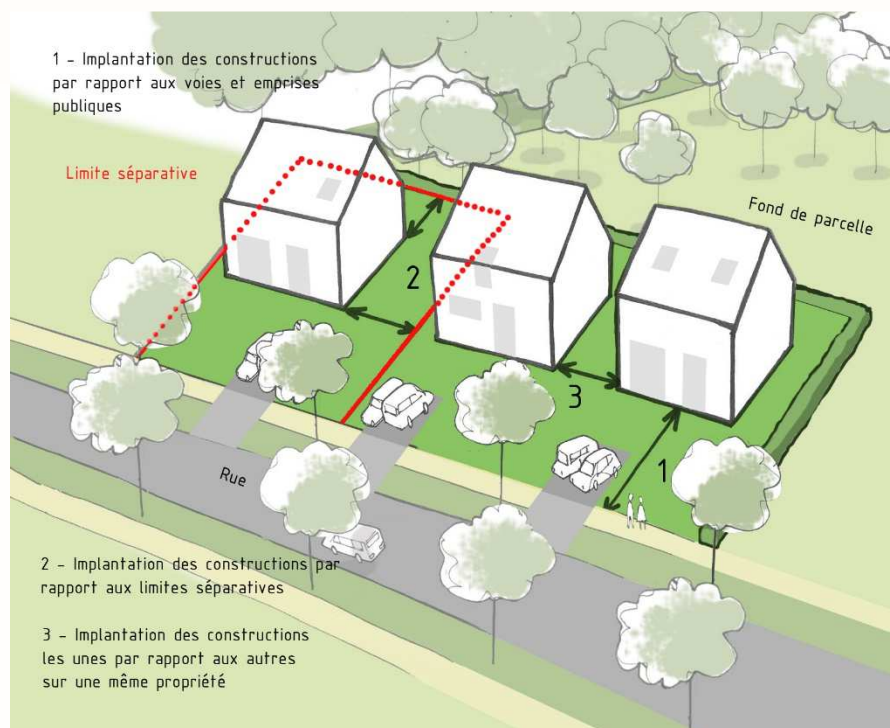 1 - Implantation des constructions
par rapport aux voies et emprises
publiques
Limite séparative
Fond de parcelle
2
3
1
Rue
2 - Implantation des constructions par
rapport aux limites séparatives
3 - Implantation des constructions
les unes par rapport aux autres
sur une même propriété